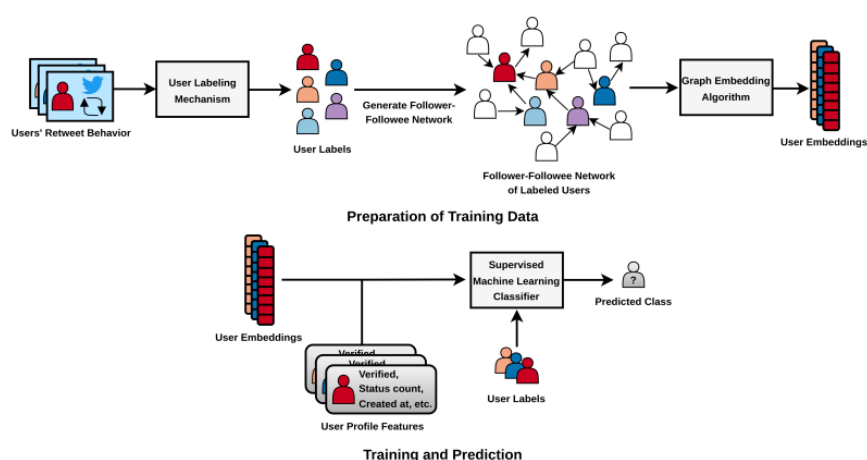 User Labeling
Mechanism
Users' Retweet Behavior
User Labels
Generate Follower-
Followee Network
Follower-Followee Network
of Labeled Users
Graph Embedding
Algorithm
User Embeddings
Preparation of Training Data
User Embeddings
Verified
Verified
Verified,
Status count,
Created at, etc.
User Profile Features
Supervised
Machine Learning
Classifier
User Labels
?
Predicted Class
Training and Prediction